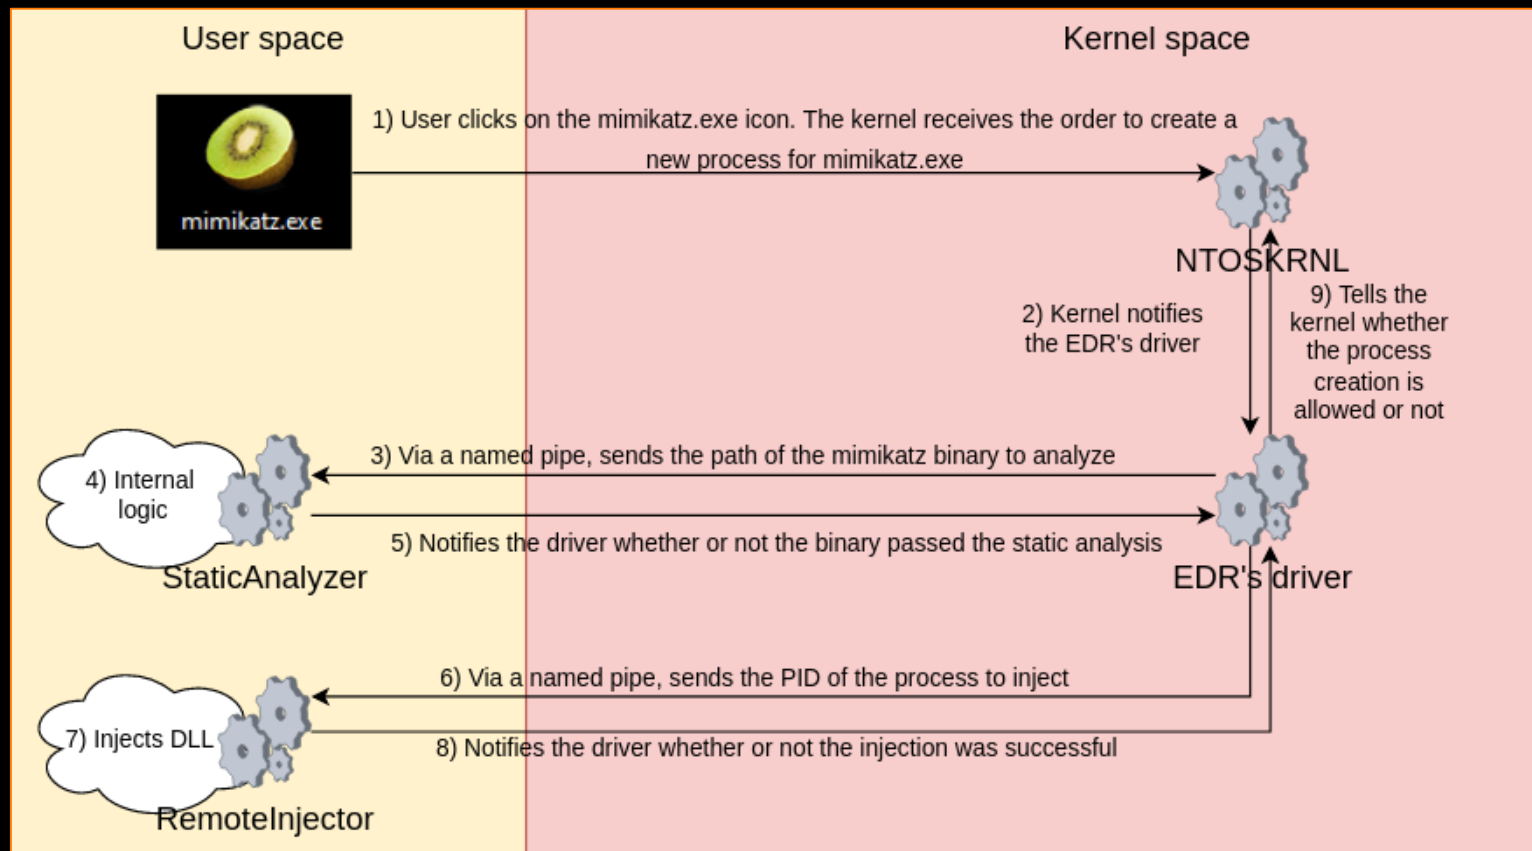 User space
Kernel space
mimikatz.exe
1) User clicks on the mimikatz.exe icon. The kernel receives the order to create a
new process for mimikatz.exe
NTOSKRNL
2) Kernel notifies
the EDR's driver
9) Tells the
kernel whether
the process
creation is
allowed or not
3) Via a named pipe, sends the path of the mimikatz binary to analyze
4) Internal
logic
5) Notifies the driver whether or not the binary passed the static analysis
StaticAnalyzer
EDR's driver
6) Via a named pipe, sends the PID of the process to inject
7) Injects DLL
8) Notifies the driver whether or not the injection was successful
RemoteInjector